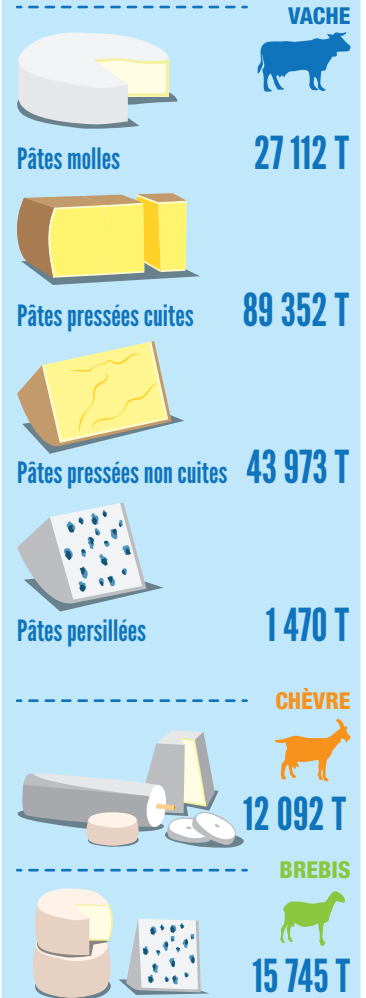 VACHE
Pâtes molles 27 112 T
Pâtes pressées cuites 89 352 T
Pâtes pressées non cuites 43 973 T
Pâtes persillées 1 470 T
CHÈVRE
12 092 T
BREBIS
15 745 T